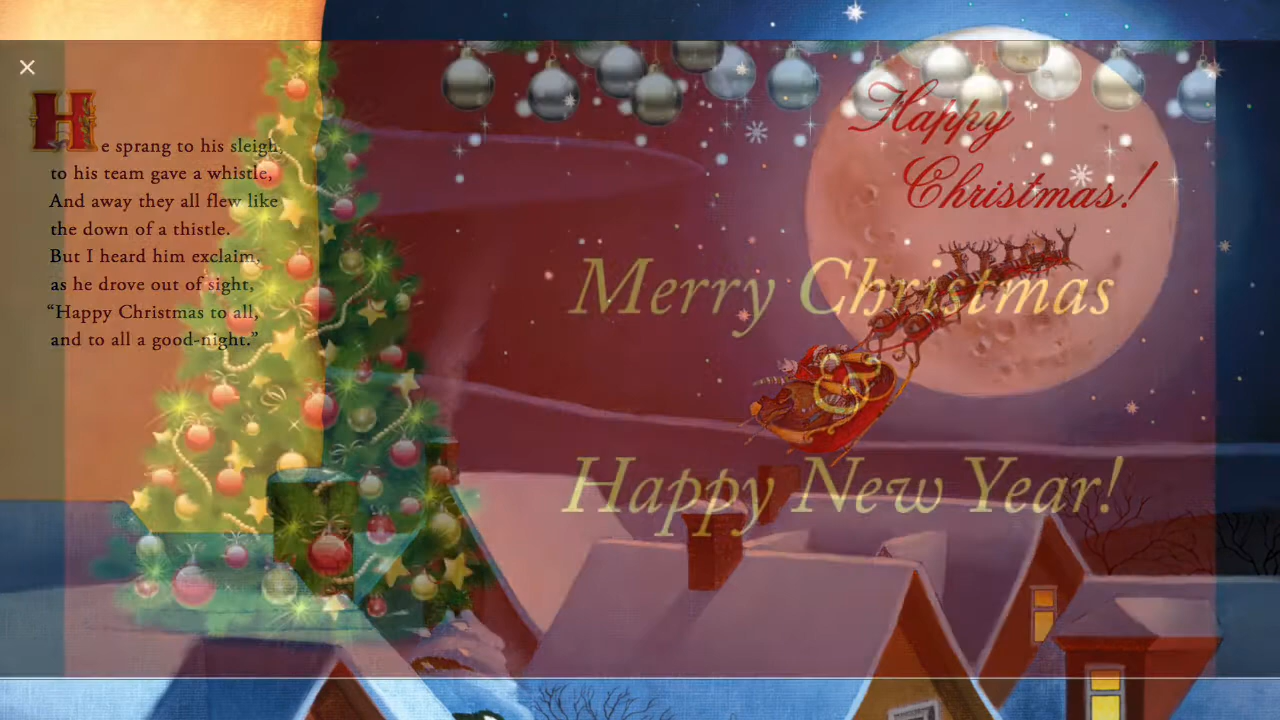 He sprang to his sleigh,
to his team gave a whistle,
And away they all flew like
the down of a thistle.
But I heard him exclaim,
as he drove out of sight,
“Happy Christmas to all,
and to all a good-night.”
Happy
Christmas!
Merry Christmas
&
Happy New Year!